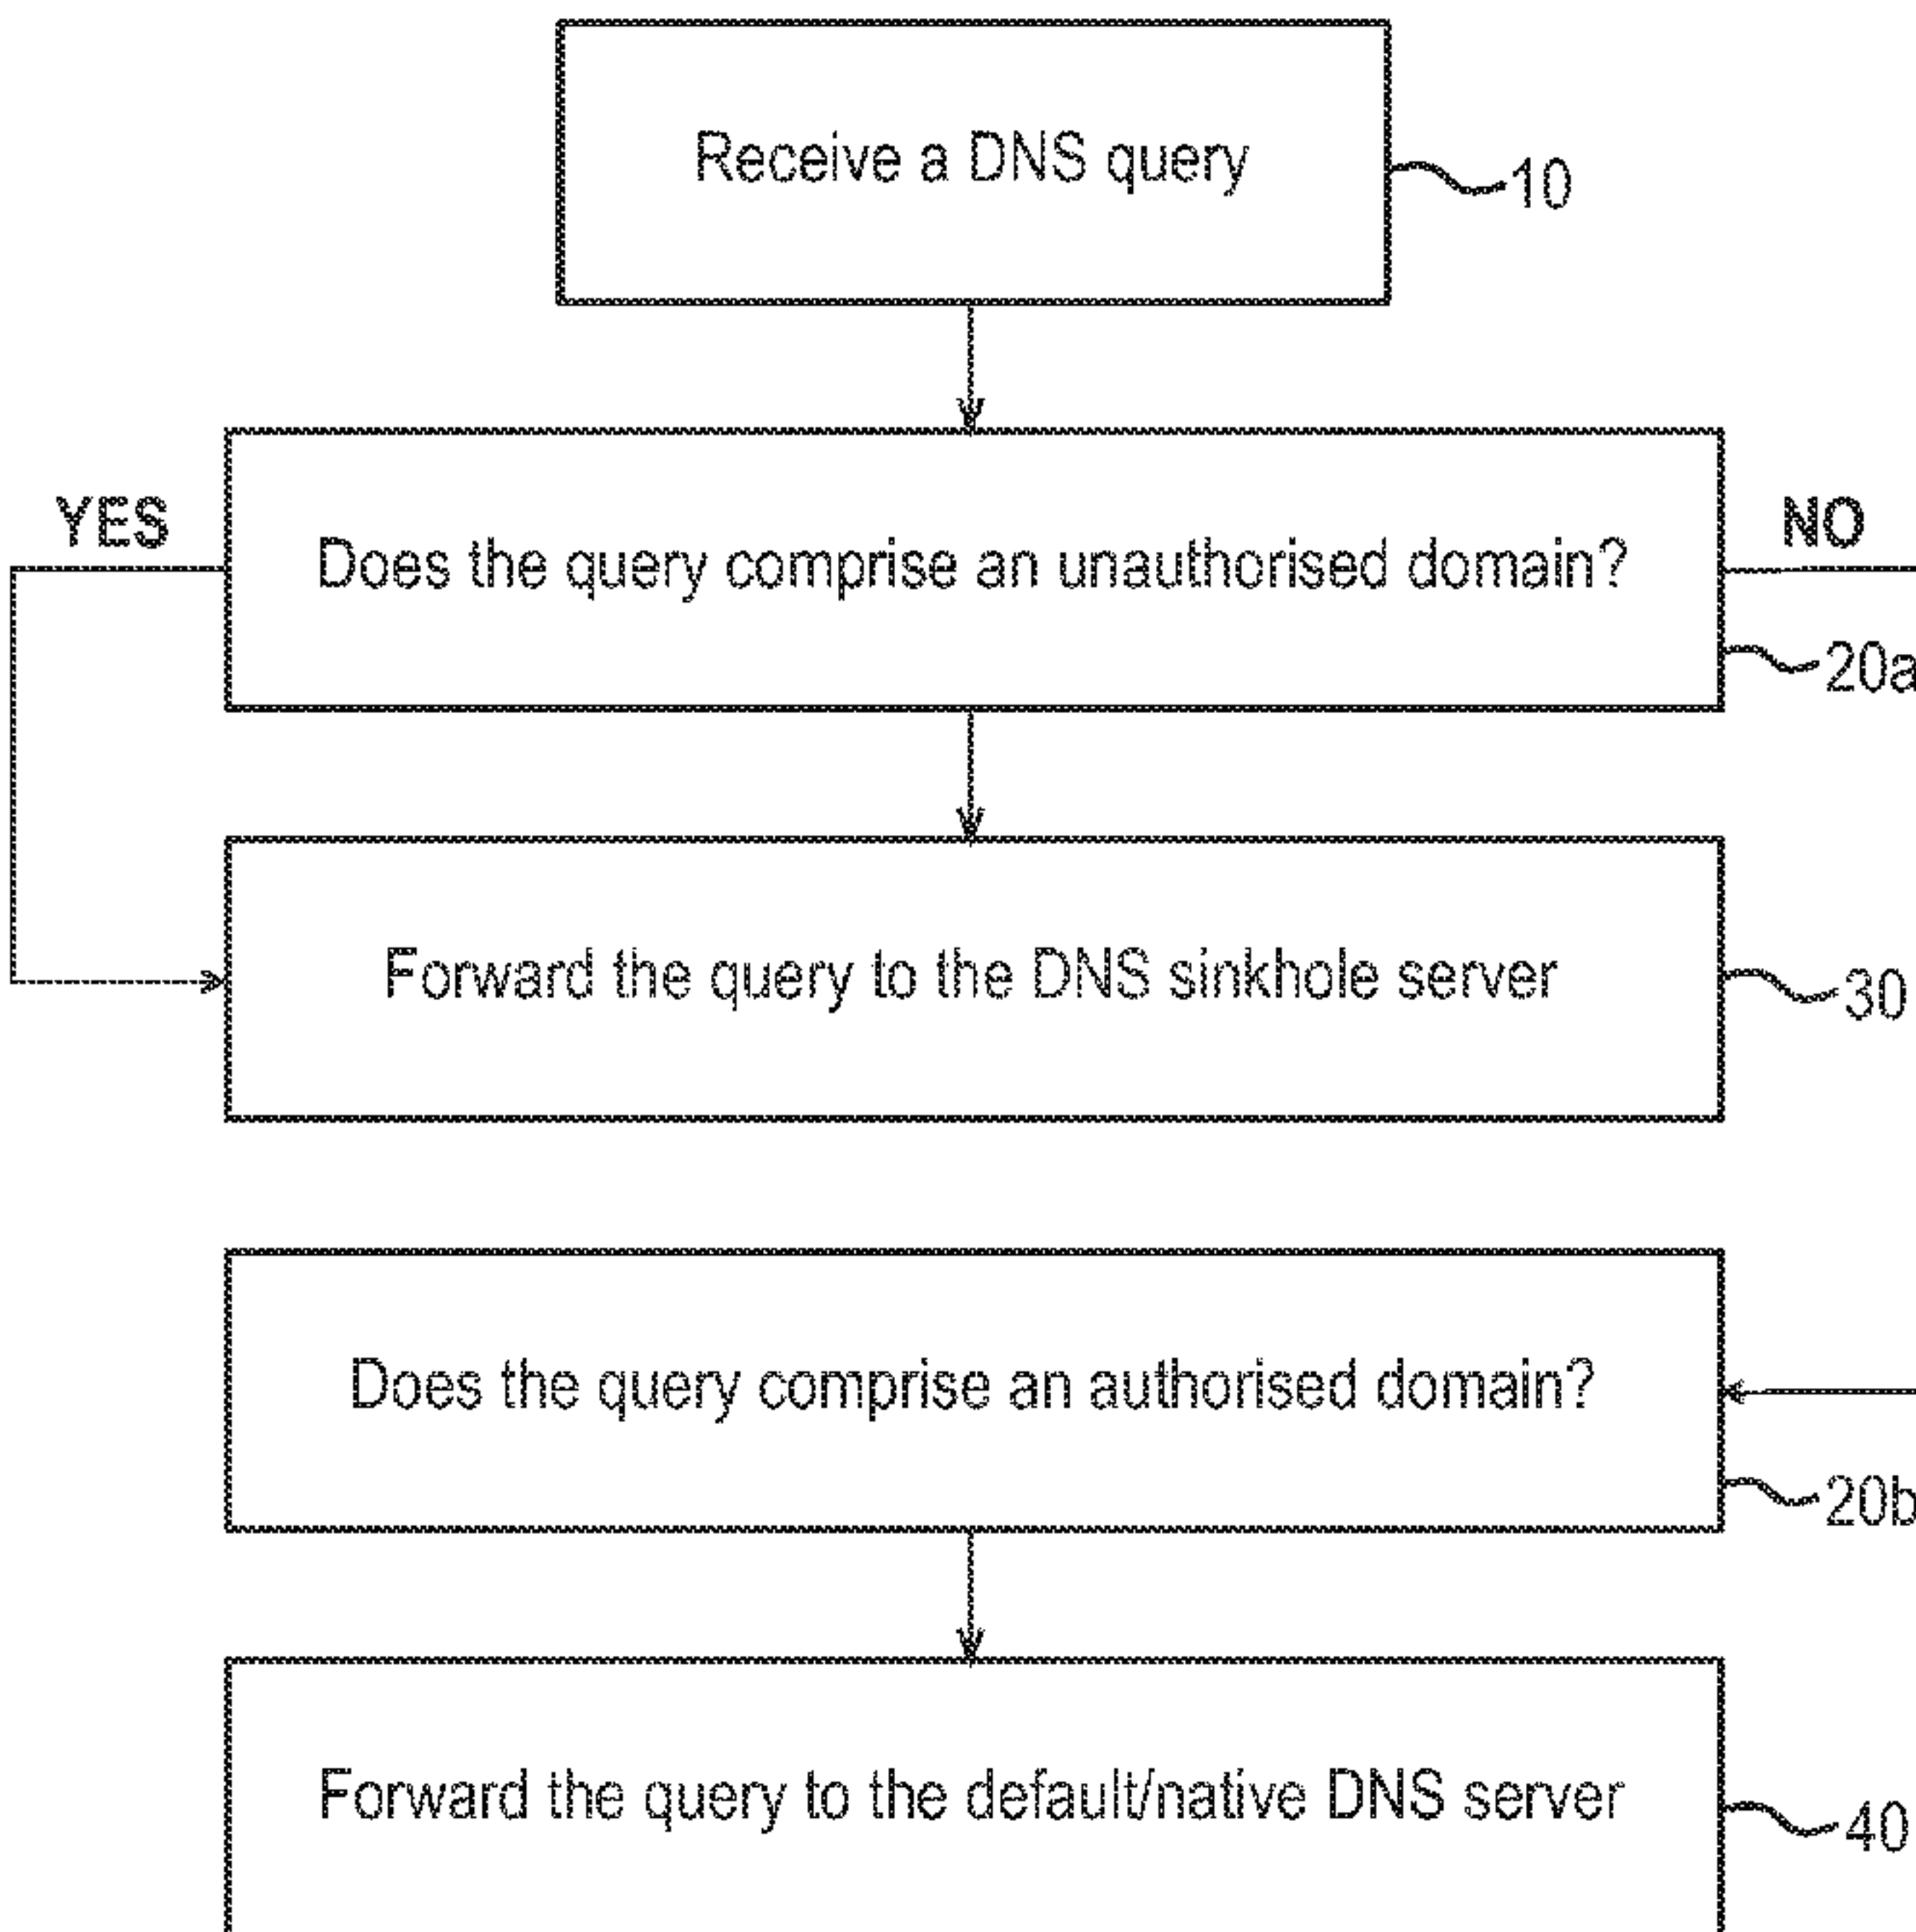 Receive a DNS query
10
YES
Does the query comprise an unauthorised domain?
NO
20a
Forward the query to the DNS sinkhole server
30
Does the query comprise an authorised domain?
20b
Forward the query to the default/native DNS server
40